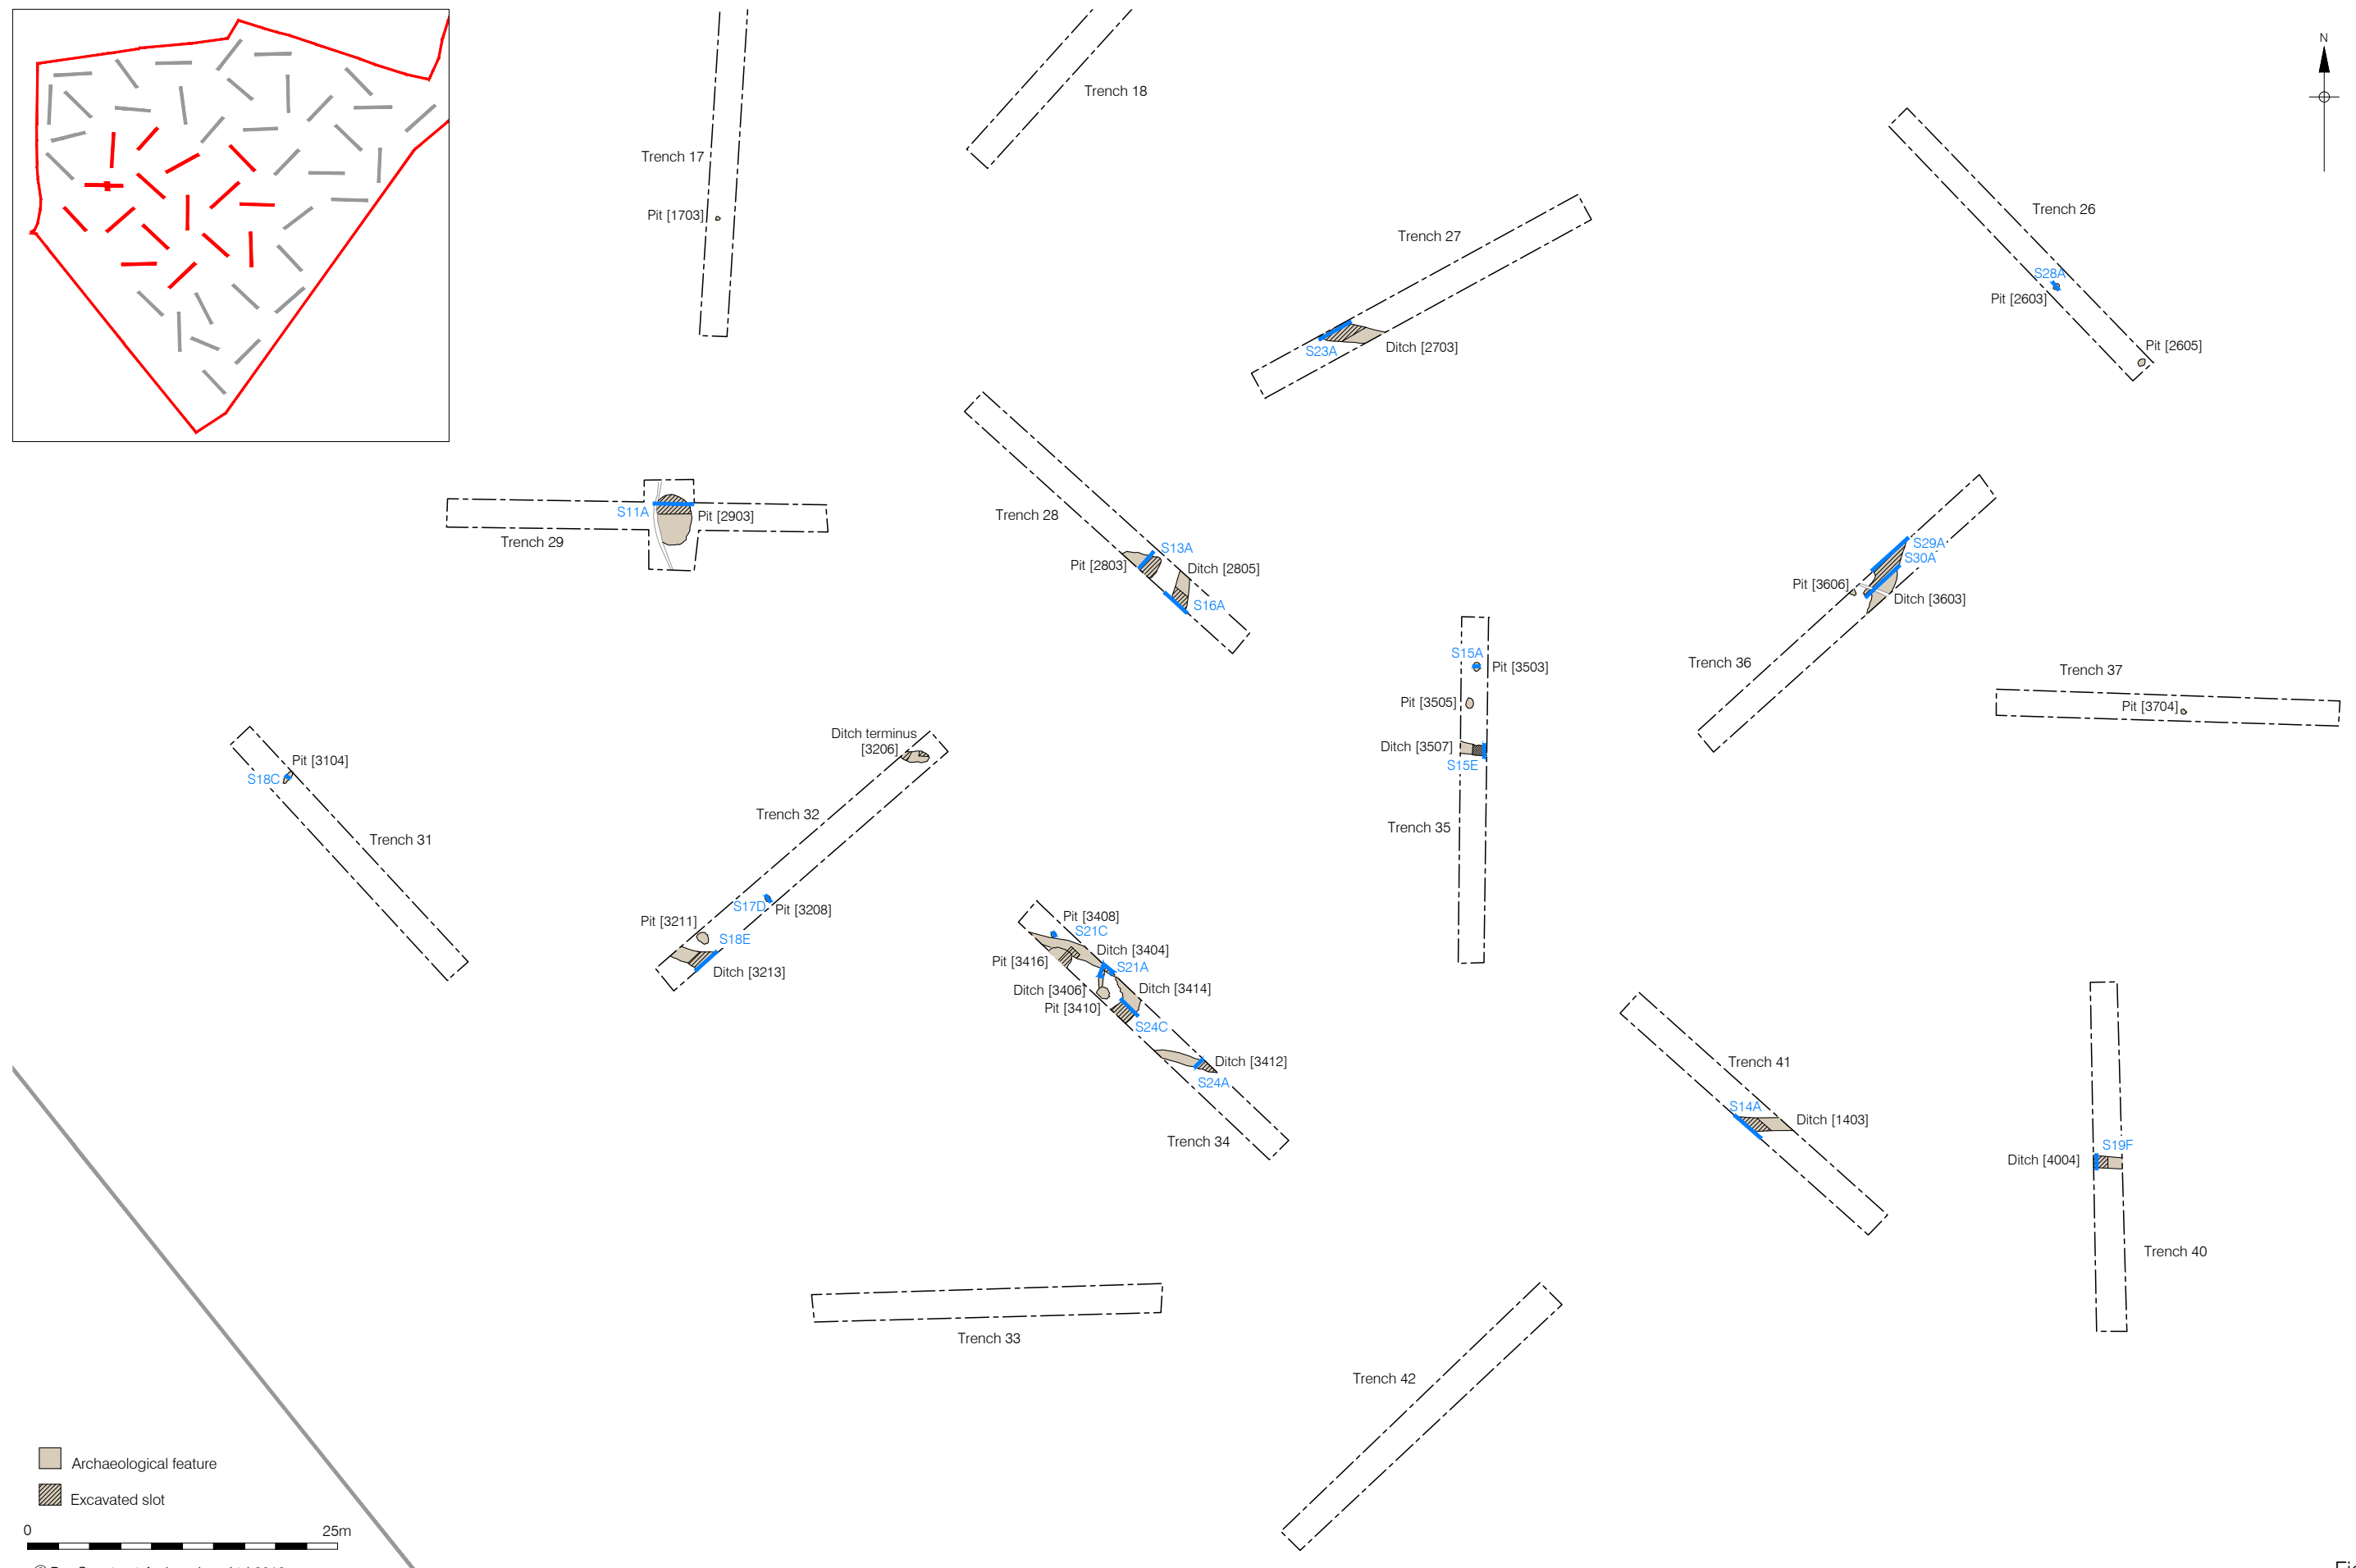 N
Trench 18
Trench 17
Pit [1703]
Trench 26
Trench 27
S28A
Pit [2603]
Pit [2605]
S23A
Ditch [2703]
S11A
Pit [2903]
Trench 29
Trench 28
S13A
Pit [2803]
Ditch [2805]
S16A
S29A
S30A
Pit [3606]
Ditch [3603]
Trench 36
S15A
Pit [3503]
Pit [3505]
Ditch [3507]
S15E
Trench 35
Trench 37
Pit [3704]
Pit [3104]
S18C
Trench 31
Ditch terminus
[3206]
Trench 32
S17D
Pit [3208]
Pit [3211]
S18E
Ditch [3213]
Pit [3408]
S21C
Ditch [3404]
Pit [3416]
S21A
Ditch [3406]
Ditch [3414]
Pit [3410]
S24C
Ditch [3412]
S24A
Trench 34
Trench 41
S14A
Ditch [1403]
S19F
Ditch [4004]
Trench 40
Trench 33
Trench 42
Archaeological feature
Excavated slot
0 25m